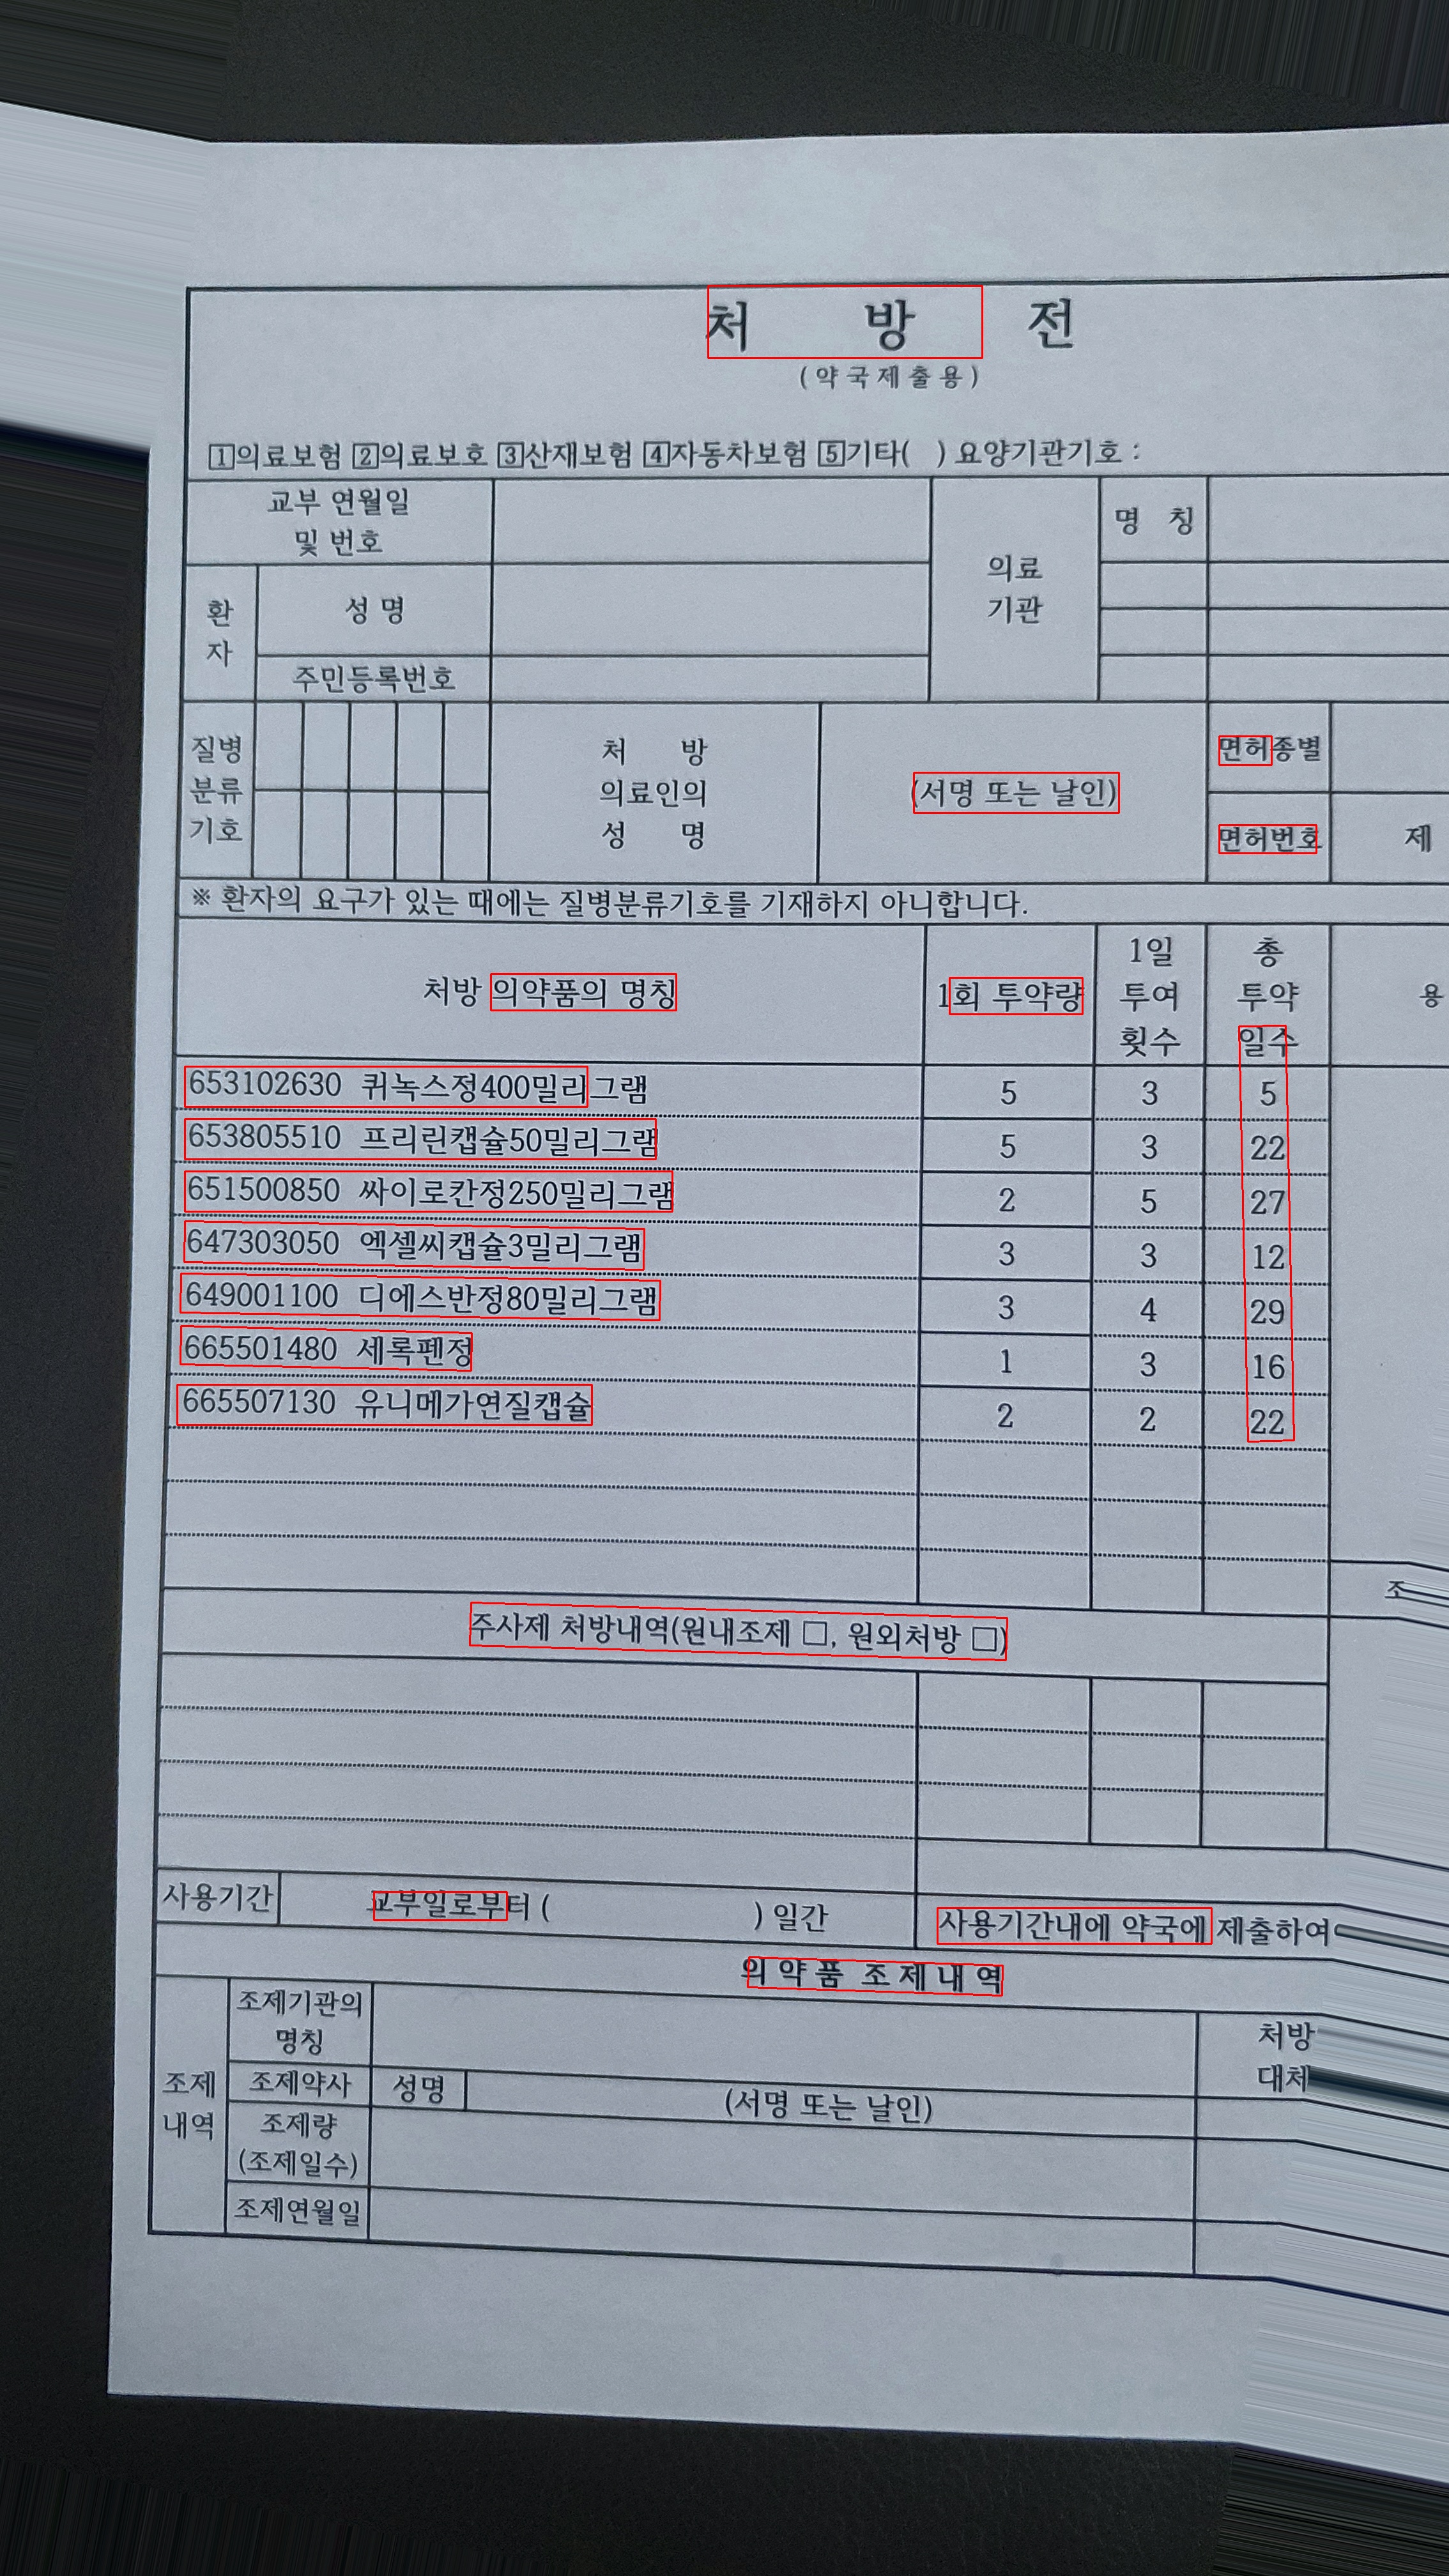 처 방 전
(약국제출용)
1의료보험 2의료보호 3산재보험 4자동차보험 5기타( ) 요양기관기호 :
교부 연월일
및 번호
의료
기관
명 칭
환
자
성 명
주민등록번호
질병
분류
기호
처 방
의료인의
성 명
(서명 또는 날인)
면허종별
면허번호
제
※ 환자의 요구가 있는 때에는 질병분류기호를 기재하지 아니합니다.
처방 의약품의 명칭
1회 투약량
1일
투여
횟수
총
투약
일수
용
653102630 퀴녹스정400밀리그램 5 3 5
653805510 프리린캡슐50밀리그램 5 3 22
651500850 싸이로칸정250밀리그램 2 5 27
647303050 엑셀씨캡슐3밀리그램 3 3 12
649001100 디에스반정80밀리그램 3 4 29
665501480 세록펜정 1 3 16
665507130 유니메가연질캡슐 2 2 22
조
주사제 처방내역(원내조제 □, 원외처방 □)
사용기간 교부일로부터 ( ) 일간 사용기간내에 약국에 제출하여
의 약 품 조 제 내 역
조제
내역
조제기관의
명칭
처방
대체
조제약사 성명 (서명 또는 날인)
조제량
(조제일수)
조제연월일